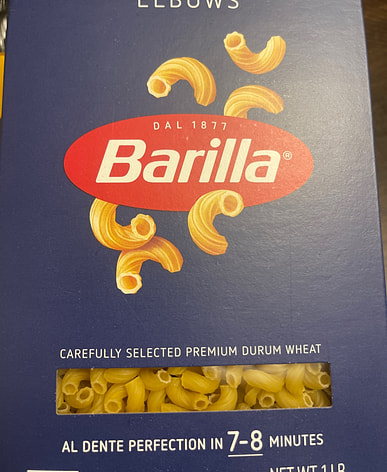 ELBOWS
DAL 1877
Barilla®
CAREFULLY SELECTED PREMIUM DURUM WHEAT
AL DENTE PERFECTION IN 7-8 MINUTES
NET WT 1 LB